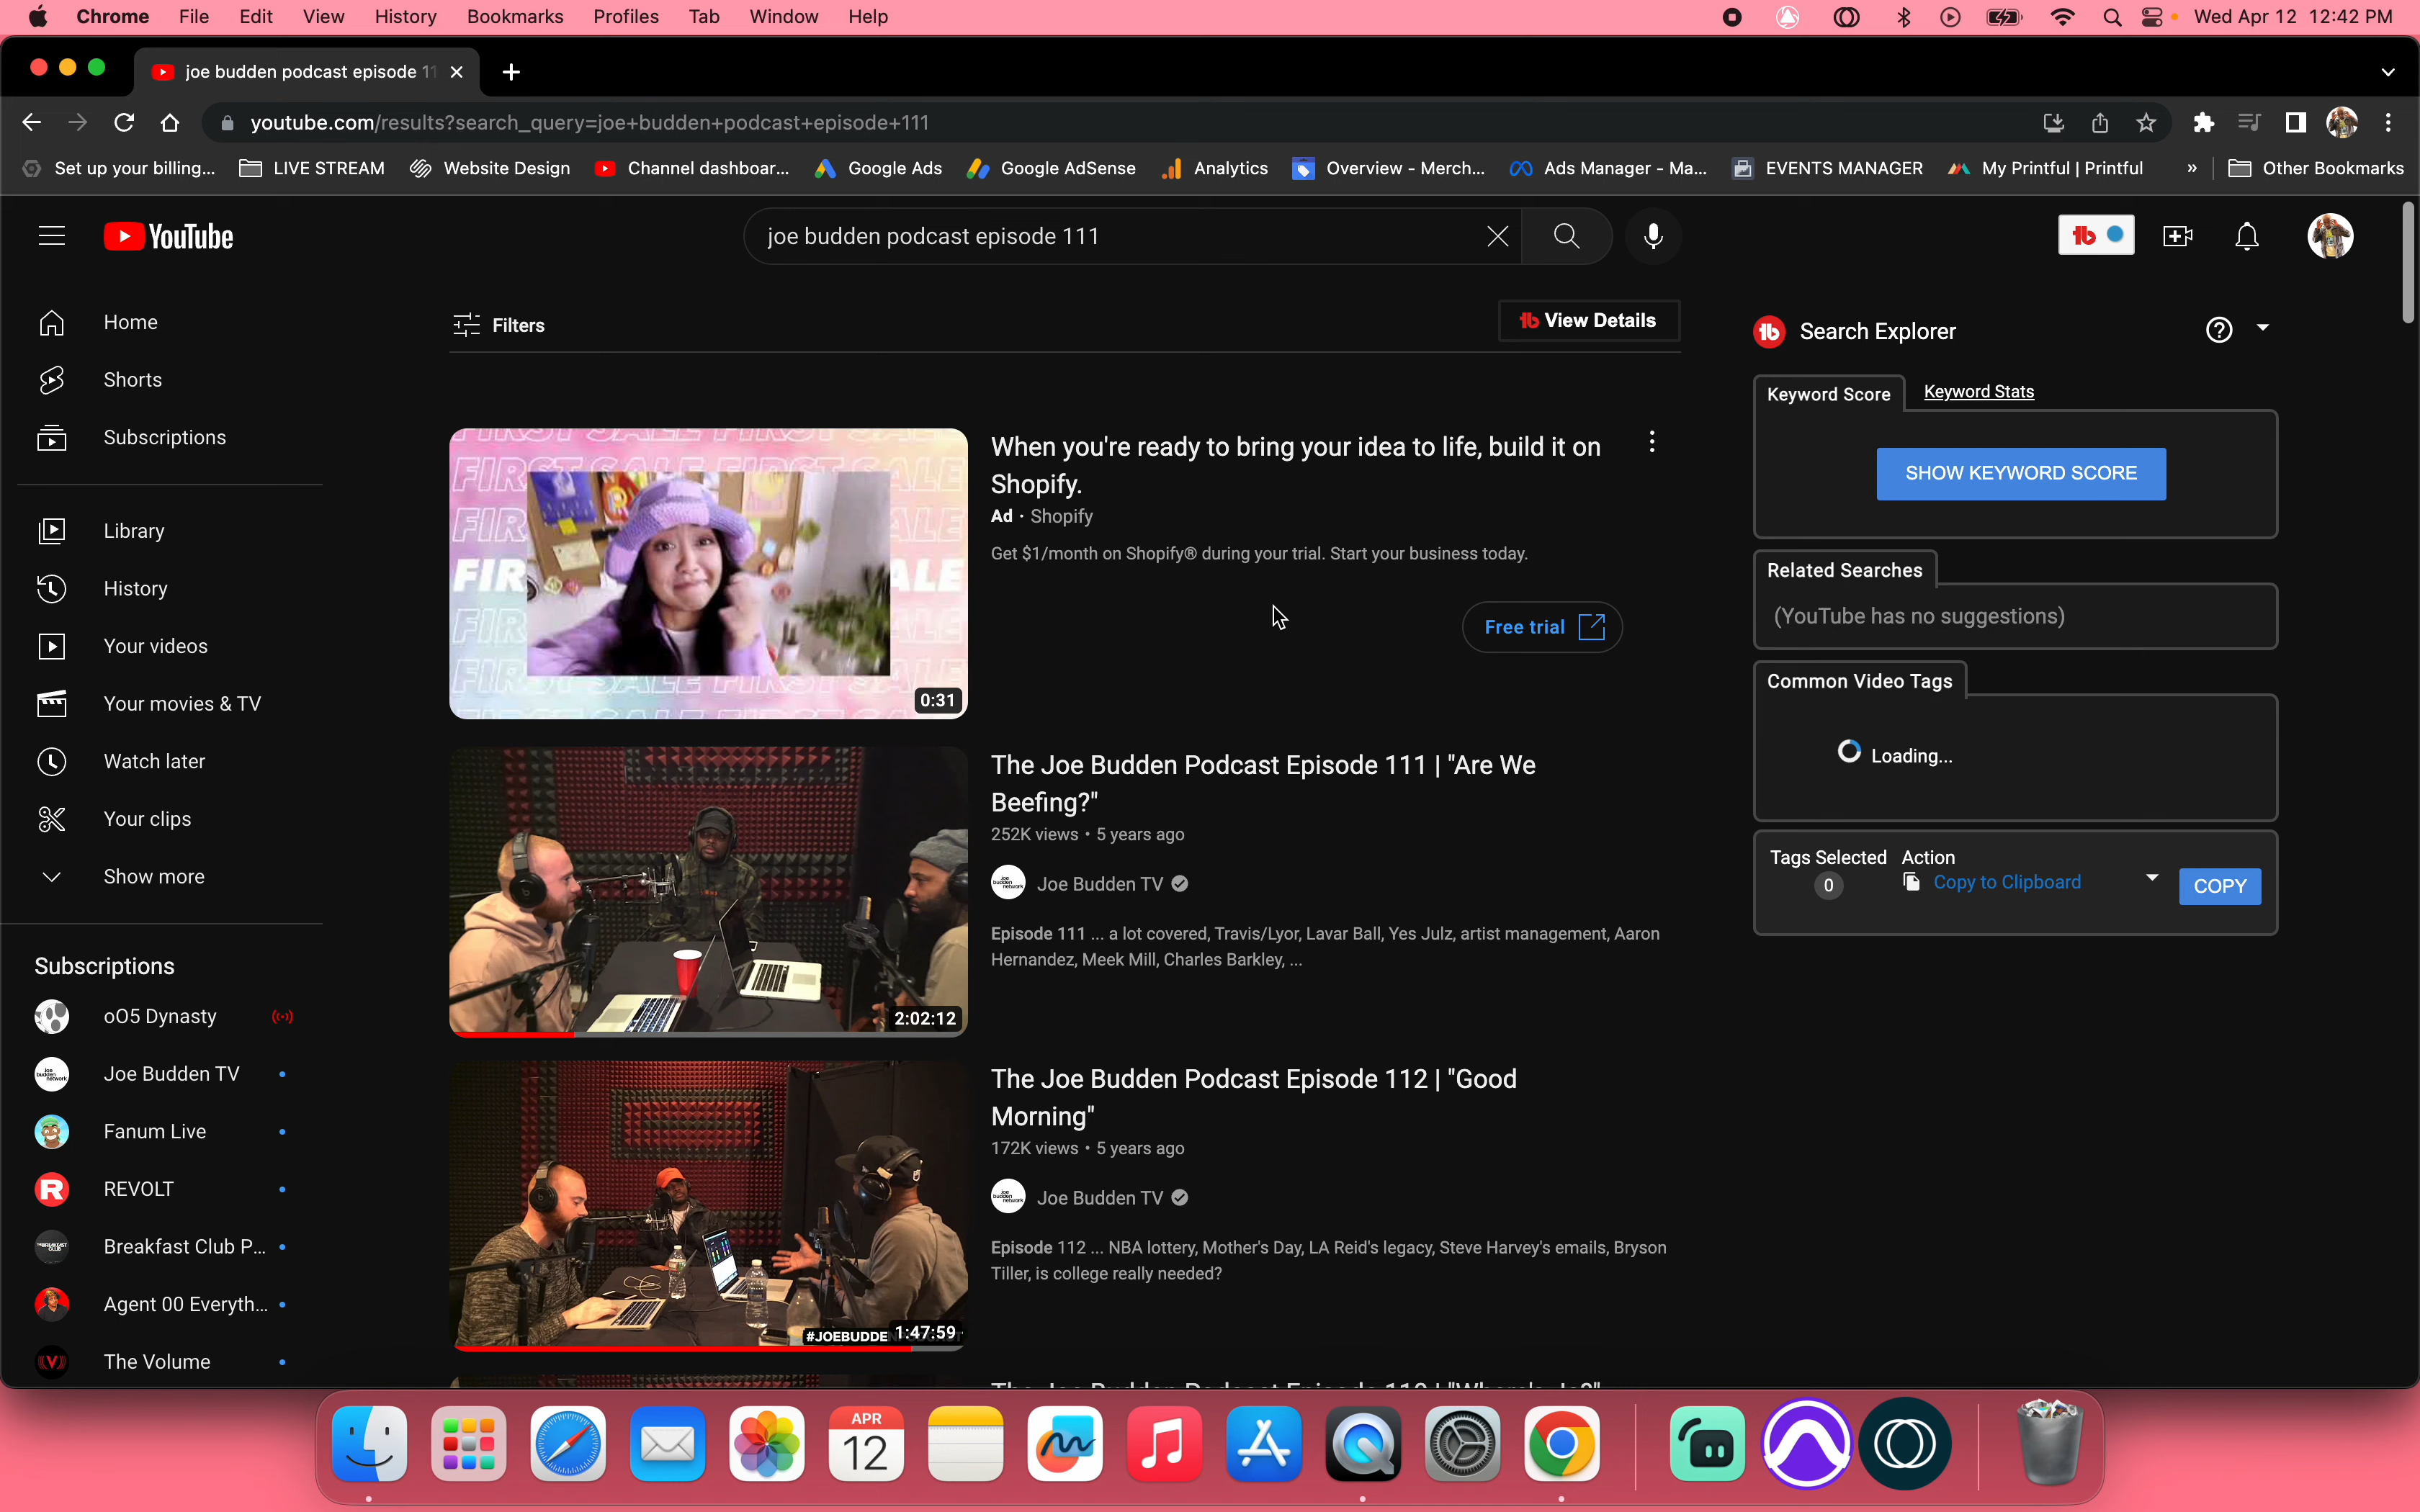 Chrome File Edit View History Bookmarks Profiles Tab Window Help Wed Apr 12 12:42 PM
joe budden podcast episode 11
youtube.com/results?search_query=joe+budden+podcast+episode+111
Set up your billing... LIVE STREAM Website Design Channel dashboar... Google Ads Google AdSense Analytics Overview - Merch... Ads Manager - Ma... EVENTS MANAGER My Printful | Printful » Other Bookmarks
YouTube
joe budden podcast episode 111
Home
Shorts
Subscriptions
Library
History
Your videos
Your movies & TV
Watch later
Your clips
Show more
Subscriptions
oO5 Dynasty
Joe Budden TV
Fanum Live
REVOLT
Breakfast Club P...
Agent 00 Everyth...
The Volume
Filters
View Details
FIRST SALE FIRST SALE
0:31
When you're ready to bring your idea to life, build it on
Shopify.
Ad · Shopify
Get $1/month on Shopify® during your trial. Start your business today.
Free trial
2:02:12
The Joe Budden Podcast Episode 111 | "Are We
Beefing?"
252K views • 5 years ago
Joe Budden TV
Episode 111 ... a lot covered, Travis/Lyor, Lavar Ball, Yes Julz, artist management, Aaron
Hernandez, Meek Mill, Charles Barkley, ...
#JOEBUDDE
1:47:59
The Joe Budden Podcast Episode 112 | "Good
Morning"
172K views • 5 years ago
Joe Budden TV
Episode 112 ... NBA lottery, Mother's Day, LA Reid's legacy, Steve Harvey's emails, Bryson
Tiller, is college really needed?
tb Search Explorer
Keyword Score Keyword Stats
SHOW KEYWORD SCORE
Related Searches
(YouTube has no suggestions)
Common Video Tags
Loading...
Tags Selected Action
0 Copy to Clipboard COPY
APR
12